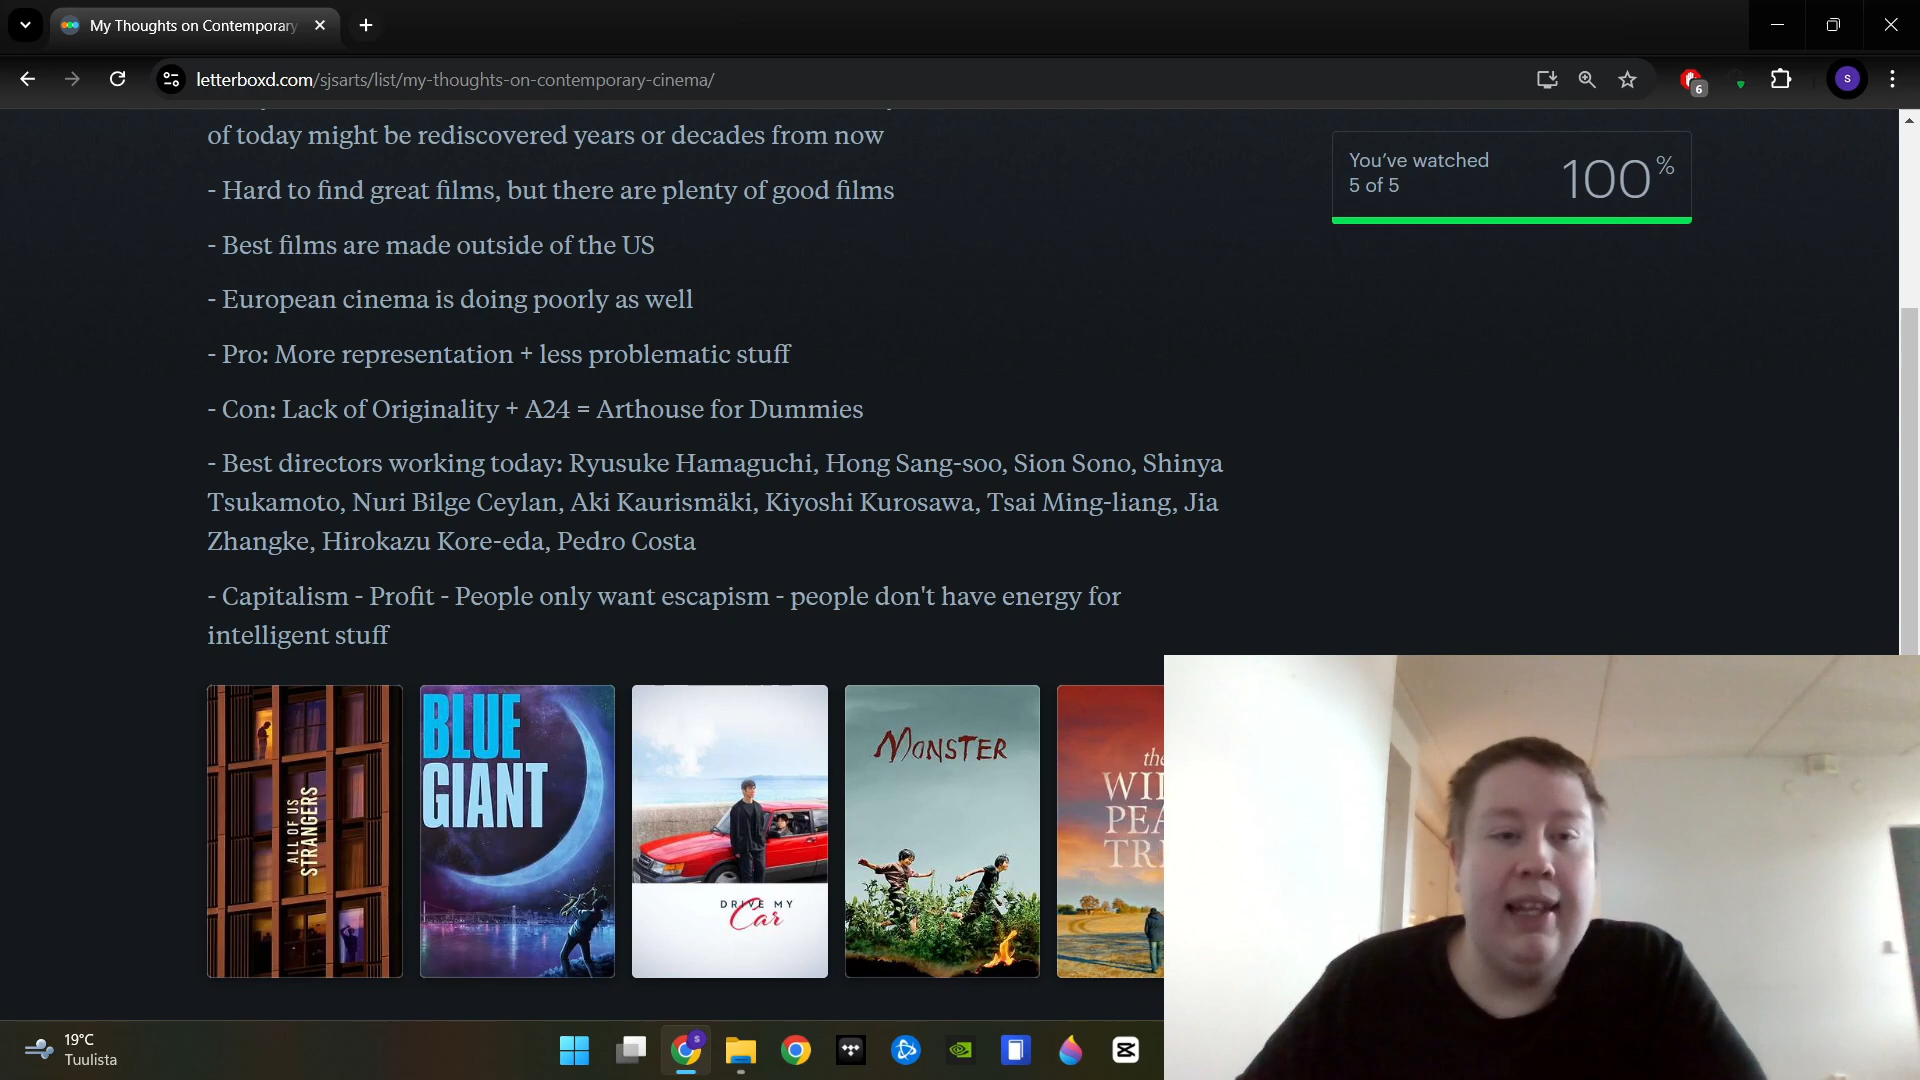 My Thoughts on Contemporary
letterboxd.com/sjsarts/list/my-thoughts-on-contemporary-cinema/
6
S
of today might be rediscovered years or decades from now
- Hard to find great films, but there are plenty of good films
- Best films are made outside of the US
- European cinema is doing poorly as well
- Pro: More representation + less problematic stuff
- Con: Lack of Originality + A24 = Arthouse for Dummies
- Best directors working today: Ryusuke Hamaguchi, Hong Sang-soo, Sion Sono, Shinya
Tsukamoto, Nuri Bilge Ceylan, Aki Kaurismäki, Kiyoshi Kurosawa, Tsai Ming-liang, Jia
Zhangke, Hirokazu Kore-eda, Pedro Costa
- Capitalism - Profit - People only want escapism - people don't have energy for
intelligent stuff
You've watched
5 of 5
100%
ALL OF US
STRANGERS
BLUE
GIANT
DRIVE MY
Car
MONSTER
the
WIL
PEA
TR
19°C
Tuulista
S